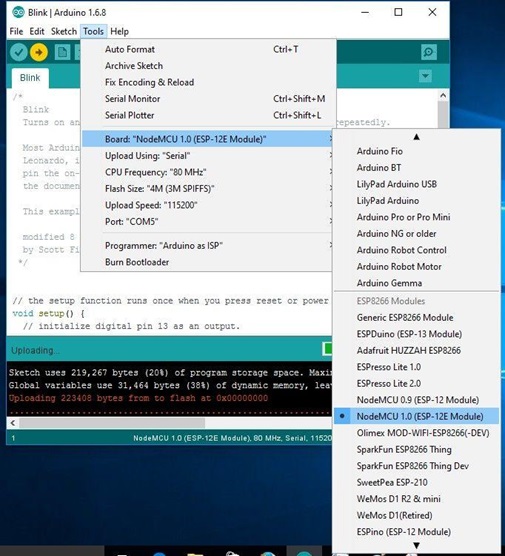 Blink | Arduino 1.6.8
File Edit Sketch Tools
Blink
/*
Blink
Turns on an
repeatedly.
Most Arduin
Leonardo, i
pin the on-
the documen
This exampl
modified 8
by Scott Fi
*/
// the setup function runs once when you press reset or power
void setup() {
// initialize digital pin 13 as an output.
Auto Format Ctrl+T
Archive Sketch
Fix Encoding & Reload
Serial Monitor Ctrl+Shift+M
Serial Plotter Ctrl+Shift+L
Board: "NodeMCU 1.0 (ESP-12E Module)"
Upload Using: "Serial"
CPU Frequency: "80 MHz"
Flash Size: "4M (3M SPIFFS)"
Upload Speed: "115200"
Port: "COM5"
Programmer: "Arduino as ISP"
Burn Bootloader
Arduino Fio
Arduino BT
LilyPad Arduino USB
LilyPad Arduino
Arduino Pro or Pro Mini
Arduino NG or older
Arduino Robot Control
Arduino Robot Motor
Arduino Gemma
ESP8266 Modules
Generic ESP8266 Module
ESPDuino (ESP-13 Module)
Adafruit HUZZAH ESP8266
ESPresso Lite 1.0
ESPresso Lite 2.0
NodeMCU 0.9 (ESP-12 Module)
NodeMCU 1.0 (ESP-12E Module)
Olimex MOD-WIFI-ESP8266(-DEV)
SparkFun ESP8266 Thing
SparkFun ESP8266 Thing Dev
SweetPea ESP-210
WeMos D1 R2 & mini
WeMos D1(Retired)
ESPino (ESP-12 Module)
Uploading...
Sketch uses 219,267 bytes (20%) of program storage space. Maxi
Global variables use 31,464 bytes (38%) of dynamic memory, leav
Uploading 223408 bytes from to flash at 0x00000000
................................................................
1 NodeMCU 1.0 (ESP-12E Module), 80 MHz, Serial, 11520